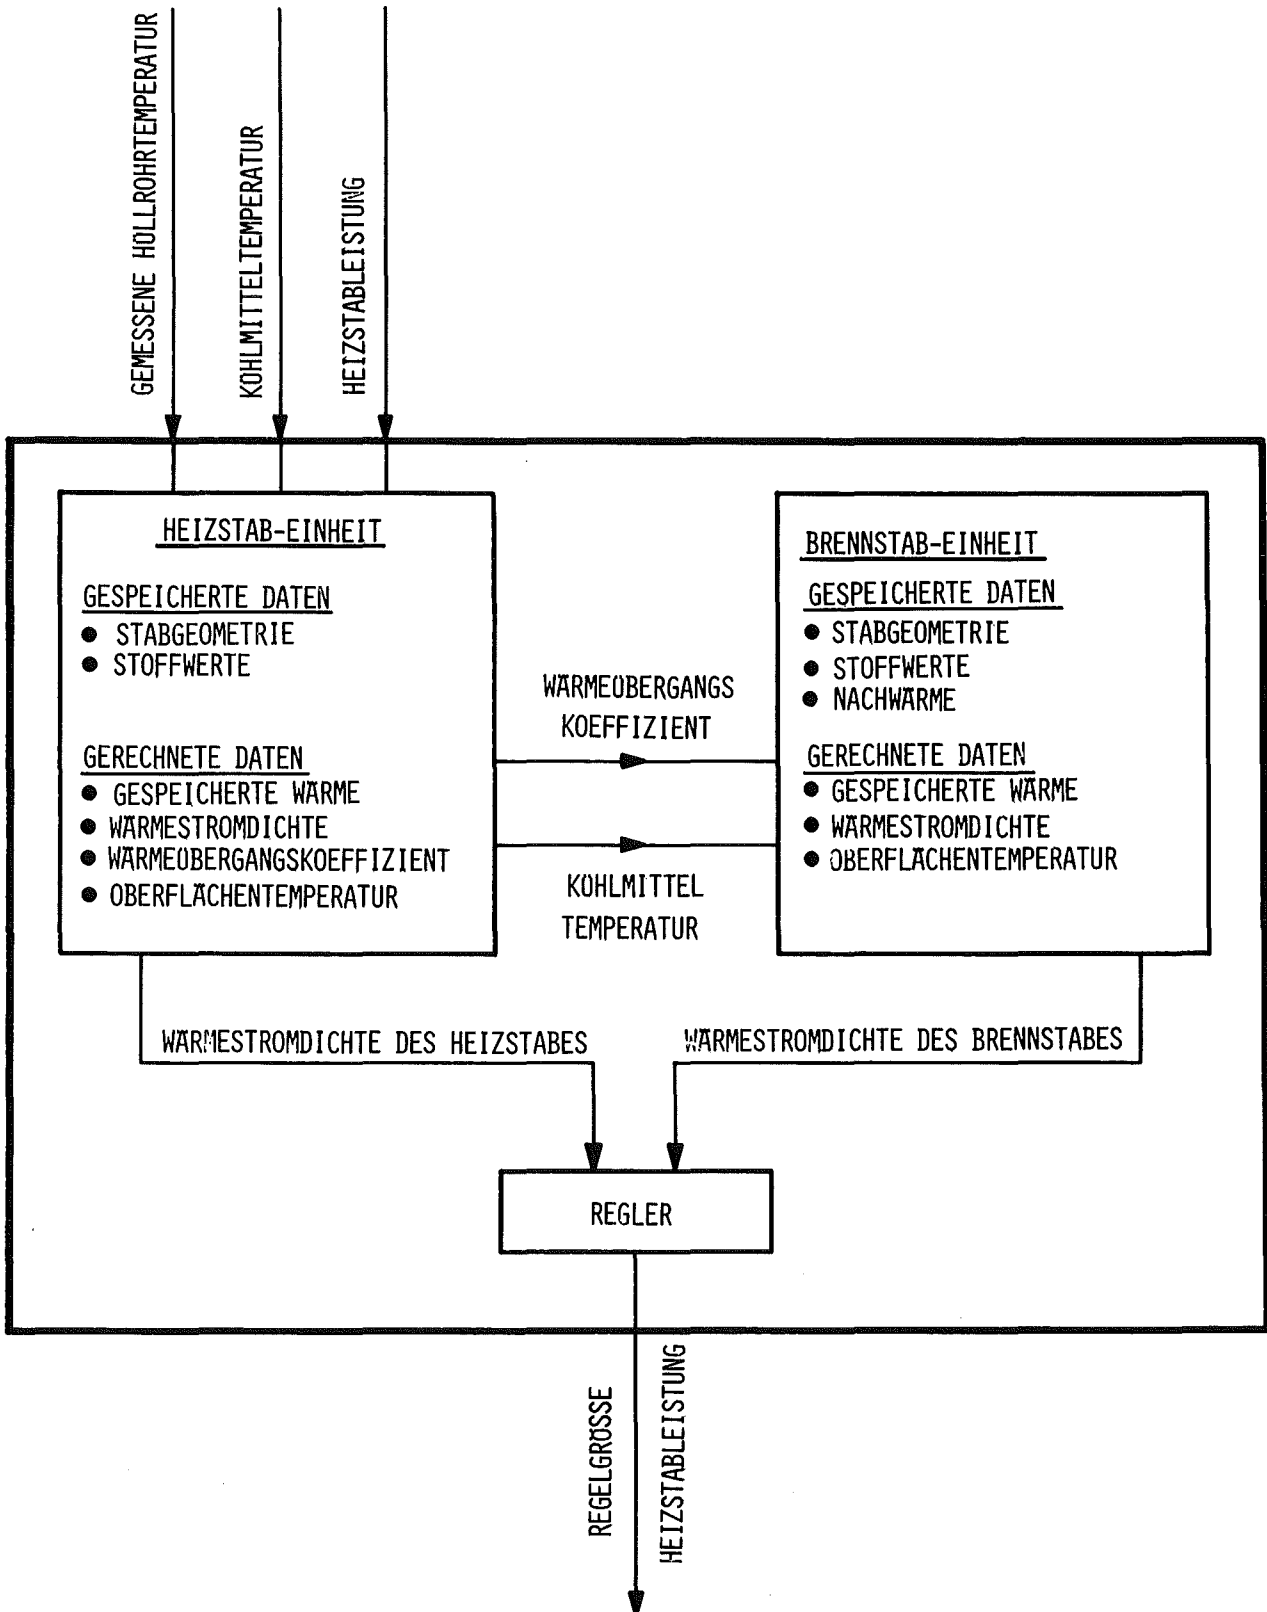 GEMESSENE HÜLLROHRTEMPERATUR
KÜHLMITTELTEMPERATUR
HEIZSTABLEISTUNG
HEIZSTAB-EINHEIT
GESPEICHERTE DATEN
● STABGEOMETRIE
● STOFFWERTE
GERECHNETE DATEN
● GESPEICHERTE WÄRME
● WÄRMESTROMDICHTE
● WÄRMEÜBERGANGSKOEFFIZIENT
● OBERFLÄCHENTEMPERATUR
WÄRMEÜBERGANGS
KOEFFIZIENT
KÜHLMITTEL
TEMPERATUR
BRENNSTAB-EINHEIT
GESPEICHERTE DATEN
● STABGEOMETRIE
● STOFFWERTE
● NACHWÄRME
GERECHNETE DATEN
● GESPEICHERTE WÄRME
● WÄRMESTROMDICHTE
● OBERFLÄCHENTEMPERATUR
WÄRMESTROMDICHTE DES HEIZSTABES
WÄRMESTROMDICHTE DES BRENNSTABES
REGLER
REGELGRÖSSE
HEIZSTABLEISTUNG